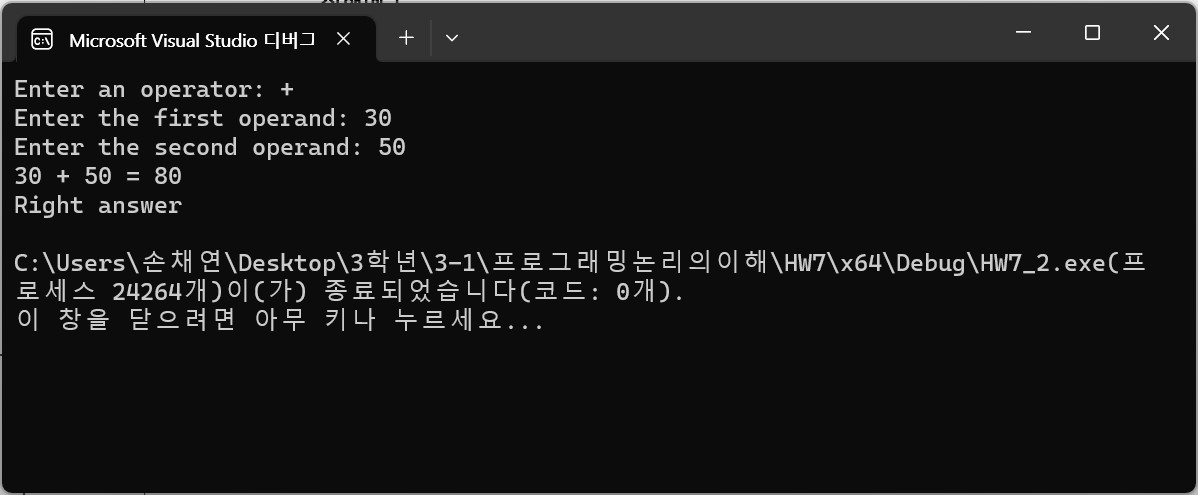 Microsoft Visual Studio 디버그
Enter an operator: +
Enter the first operand: 30
Enter the second operand: 50
30 + 50 = 80
Right answer
C:\Users\손채연\Desktop\3학년\3-1\프로그래밍논리의이해\HW7\x64\Debug\HW7_2.exe(프
로세스 24264개)이(가) 종료되었습니다(코드: 0개).
이 창을 닫으려면 아무 키나 누르세요...